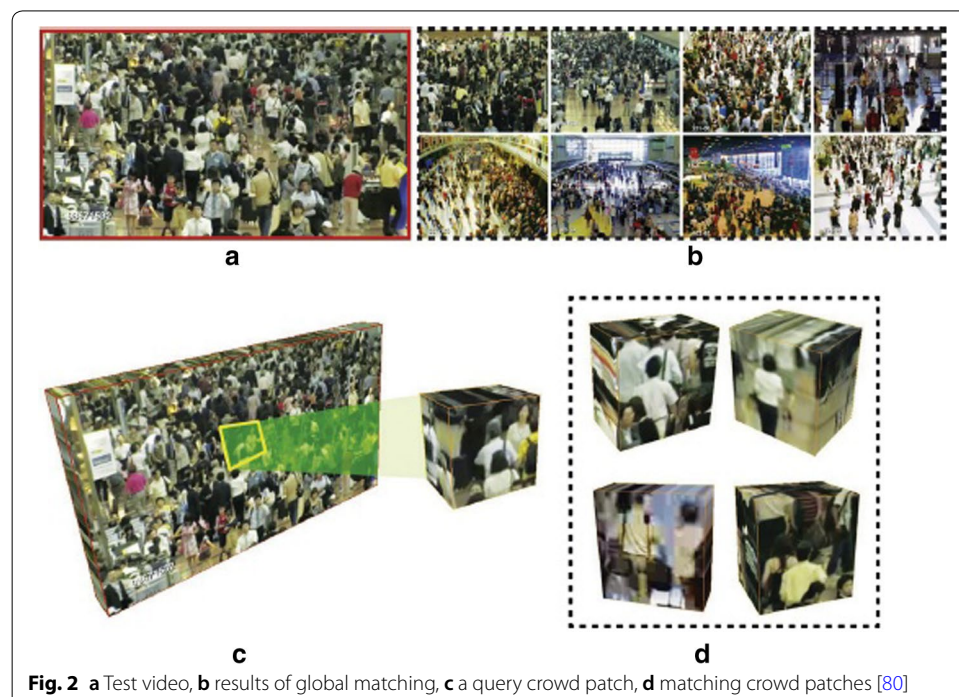 a
b
c
d
Fig. 2 a Test video, b results of global matching, c a query crowd patch, d matching crowd patches [80]